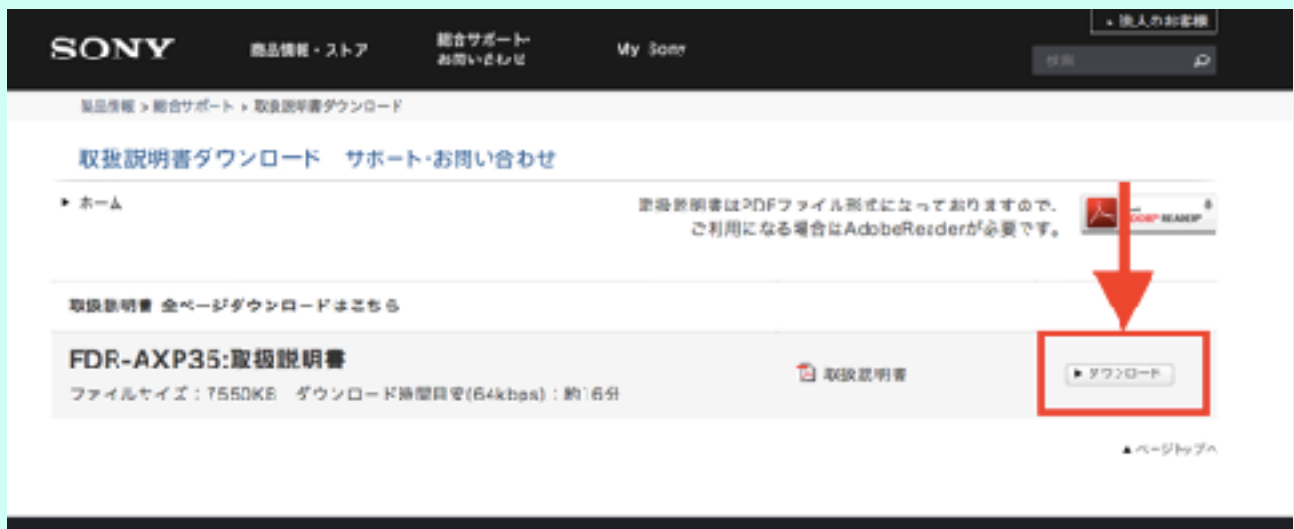 ・法人のお客様
SONY 商品情報・ストア 総合サポート・お問い合わせ My Sony 検索
製品情報 > 総合サポート > 取扱説明書ダウンロード
取扱説明書ダウンロード サポート・お問い合わせ
▶ ホーム
取扱説明書はPDFファイル形式になっておりますので、
ご利用になる場合はAdobeReaderが必要です。
ADOBE® READER®
取扱説明書 全ページダウンロードはこちら
FDR-AXP35:取扱説明書
ファイルサイズ：7550KB ダウンロード時間目安(64kbps)：約16分
取扱説明書
▶ ダウンロード
▲ ページトップへ